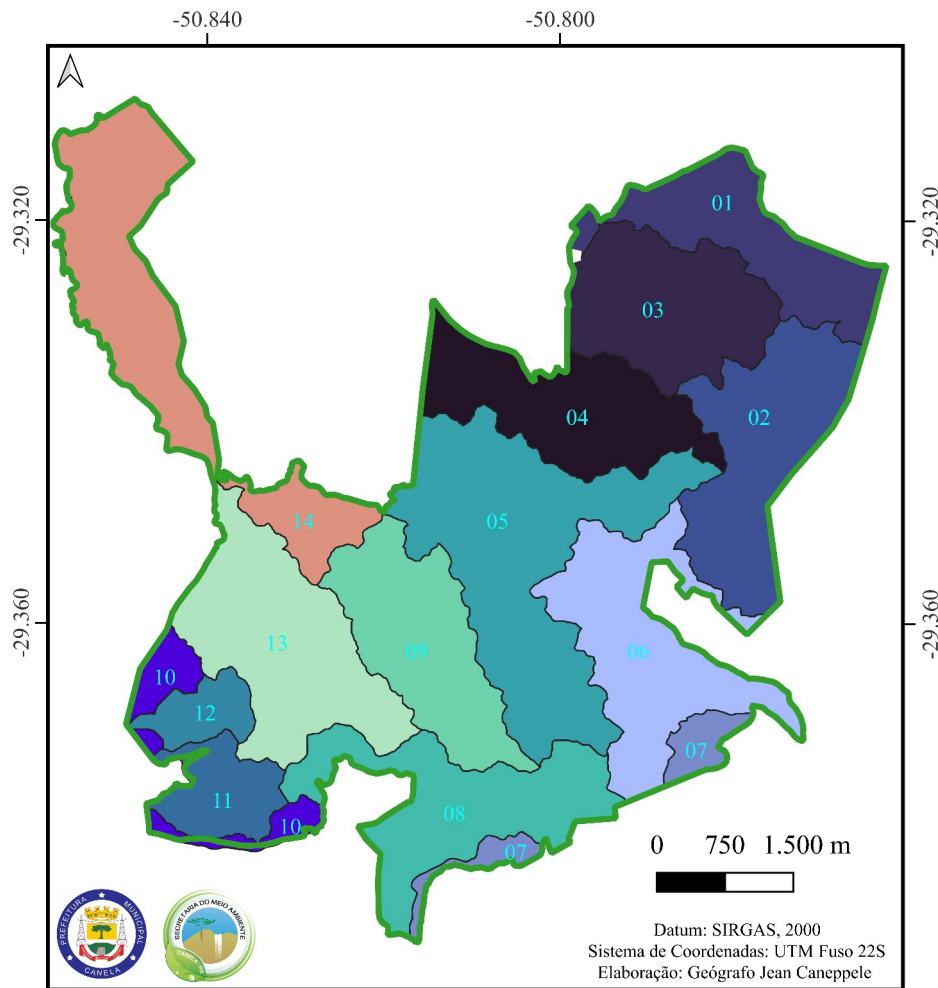 -50.840
-50.800
-29.320
-29.320
01
03
02
04
05
14
13
09
06
10
12
07
11
10
08
07
-29.360
-29.360
0 750 1.500 m
PREFEITURA MUNICIPAL
CANELA
SECRETARIA DO MEIO AMBIENTE
CANELA - RS
Datum: SIRGAS, 2000
Sistema de Coordenadas: UTM Fuso 22S
Elaboração: Geógrafo Jean Caneppele